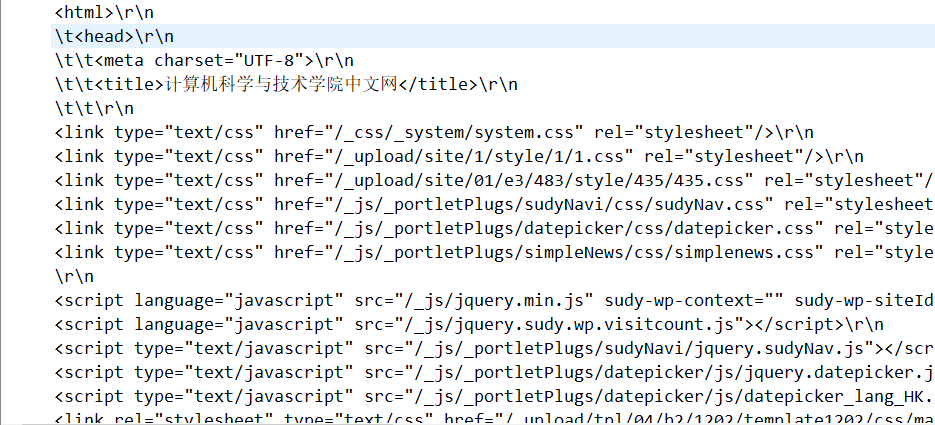 <html>\r\n
\t<head>\r\n
\t\t<meta charset="UTF-8">\r\n
\t\t<title>计算机科学与技术学院中文网</title>\r\n
\t\t\r\n
<link type="text/css" href="/_css/_system/system.css" rel="stylesheet"/>\r\n
<link type="text/css" href="/_upload/site/1/style/1/1.css" rel="stylesheet"/>\r\n
<link type="text/css" href="/_upload/site/01/e3/483/style/435/435.css" rel="stylesheet"/
<link type="text/css" href="/_js/_portletPlugs/sudyNavi/css/sudyNav.css" rel="stylesheet
<link type="text/css" href="/_js/_portletPlugs/datepicker/css/datepicker.css" rel="style
<link type="text/css" href="/_js/_portletPlugs/simpleNews/css/simplenews.css" rel="style
\r\n
<script language="javascript" src="/_js/jquery.min.js" sudy-wp-context="" sudy-wp-siteId
<script language="javascript" src="/_js/jquery.sudy.wp.visitcount.js"></script>\r\n
<script type="text/javascript" src="/_js/_portletPlugs/sudyNavi/jquery.sudyNav.js"></scr
<script type="text/javascript" src="/_js/_portletPlugs/datepicker/js/jquery.datepicker.j
<script type="text/javascript" src="/_js/_portletPlugs/datepicker/js/datepicker_lang_HK.
<link rel="stylesheet" type="text/css" href="/_upload/tpl/04/b2/1202/template1202/css/ma